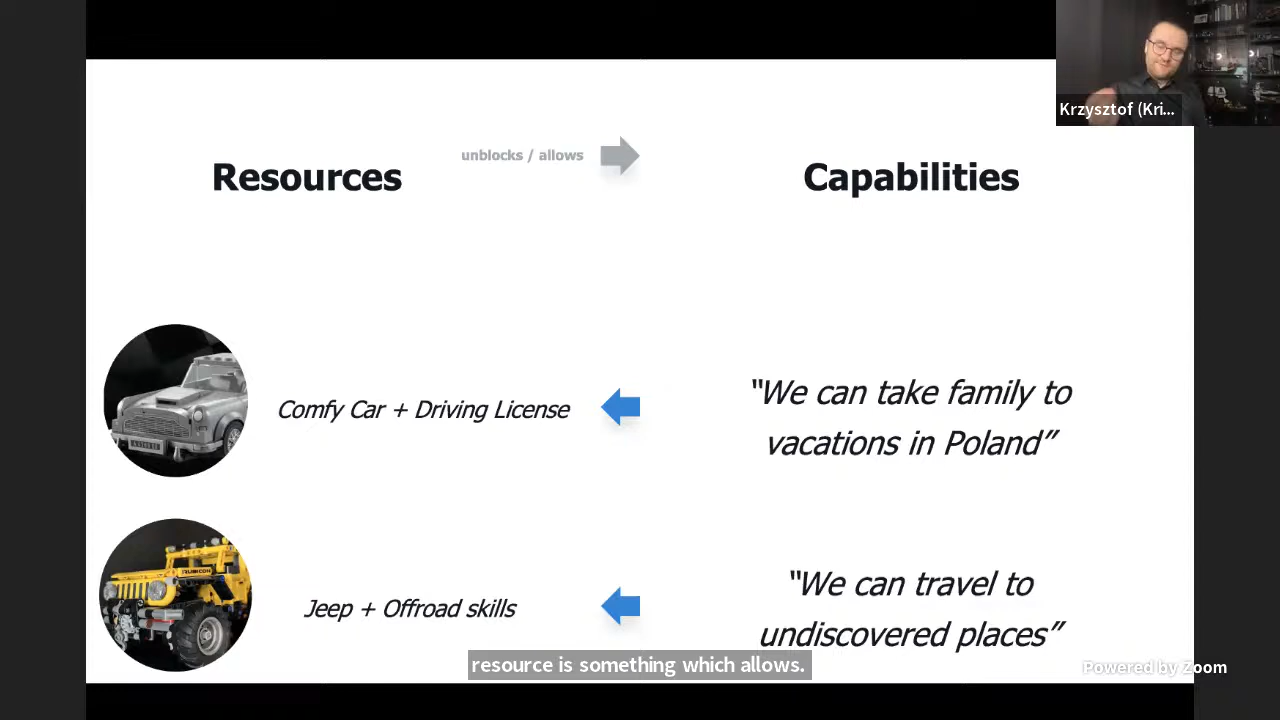 Krzysztof (Kri...
unblocks / allows
Resources
Capabilities
Comfy Car + Driving License
"We can take family to
vacations in Poland"
RUBICON
Jeep + Offroad skills
"We can travel to
undiscovered places"
resource is something which allows.
Powered by Zoom